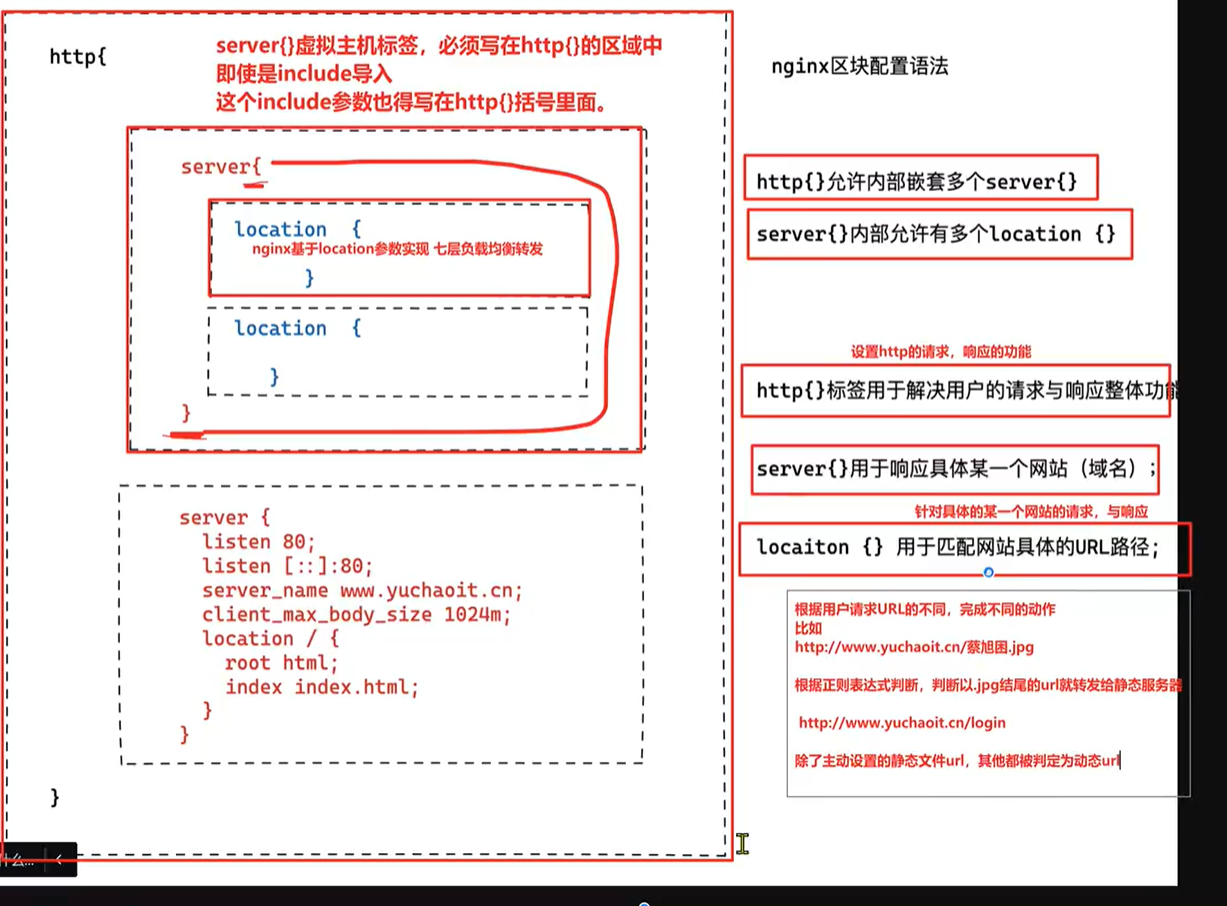 http{
server{}虚拟主机标签，必须写在http{}的区域中
即使是include导入
这个include参数也得写在http{}括号里面。
server{
location {
nginx基于location参数实现 七层负载均衡转发
}
location {
}
}
server {
listen 80;
listen [::]:80;
server_name www.yuchaoit.cn;
client_max_body_size 1024m;
location / {
root html;
index index.html;
}
}
}
nginx区块配置语法
http{}允许内部嵌套多个server{}
server{}内部允许有多个location {}
设置http的请求，响应的功能
http{}标签用于解决用户的请求与响应整体功能
server{}用于响应具体某一个网站（域名）;
针对具体的某一个网站的请求，与响应
locaiton {} 用于匹配网站具体的URL路径;
根据用户请求URL的不同，完成不同的动作
比如
http://www.yuchaoit.cn/蔡旭困.jpg
根据正则表达式判断，判断以.jpg结尾的url就转发给静态服务器
http://www.yuchaoit.cn/login
除了主动设置的静态文件url，其他都被判定为动态url
什么...